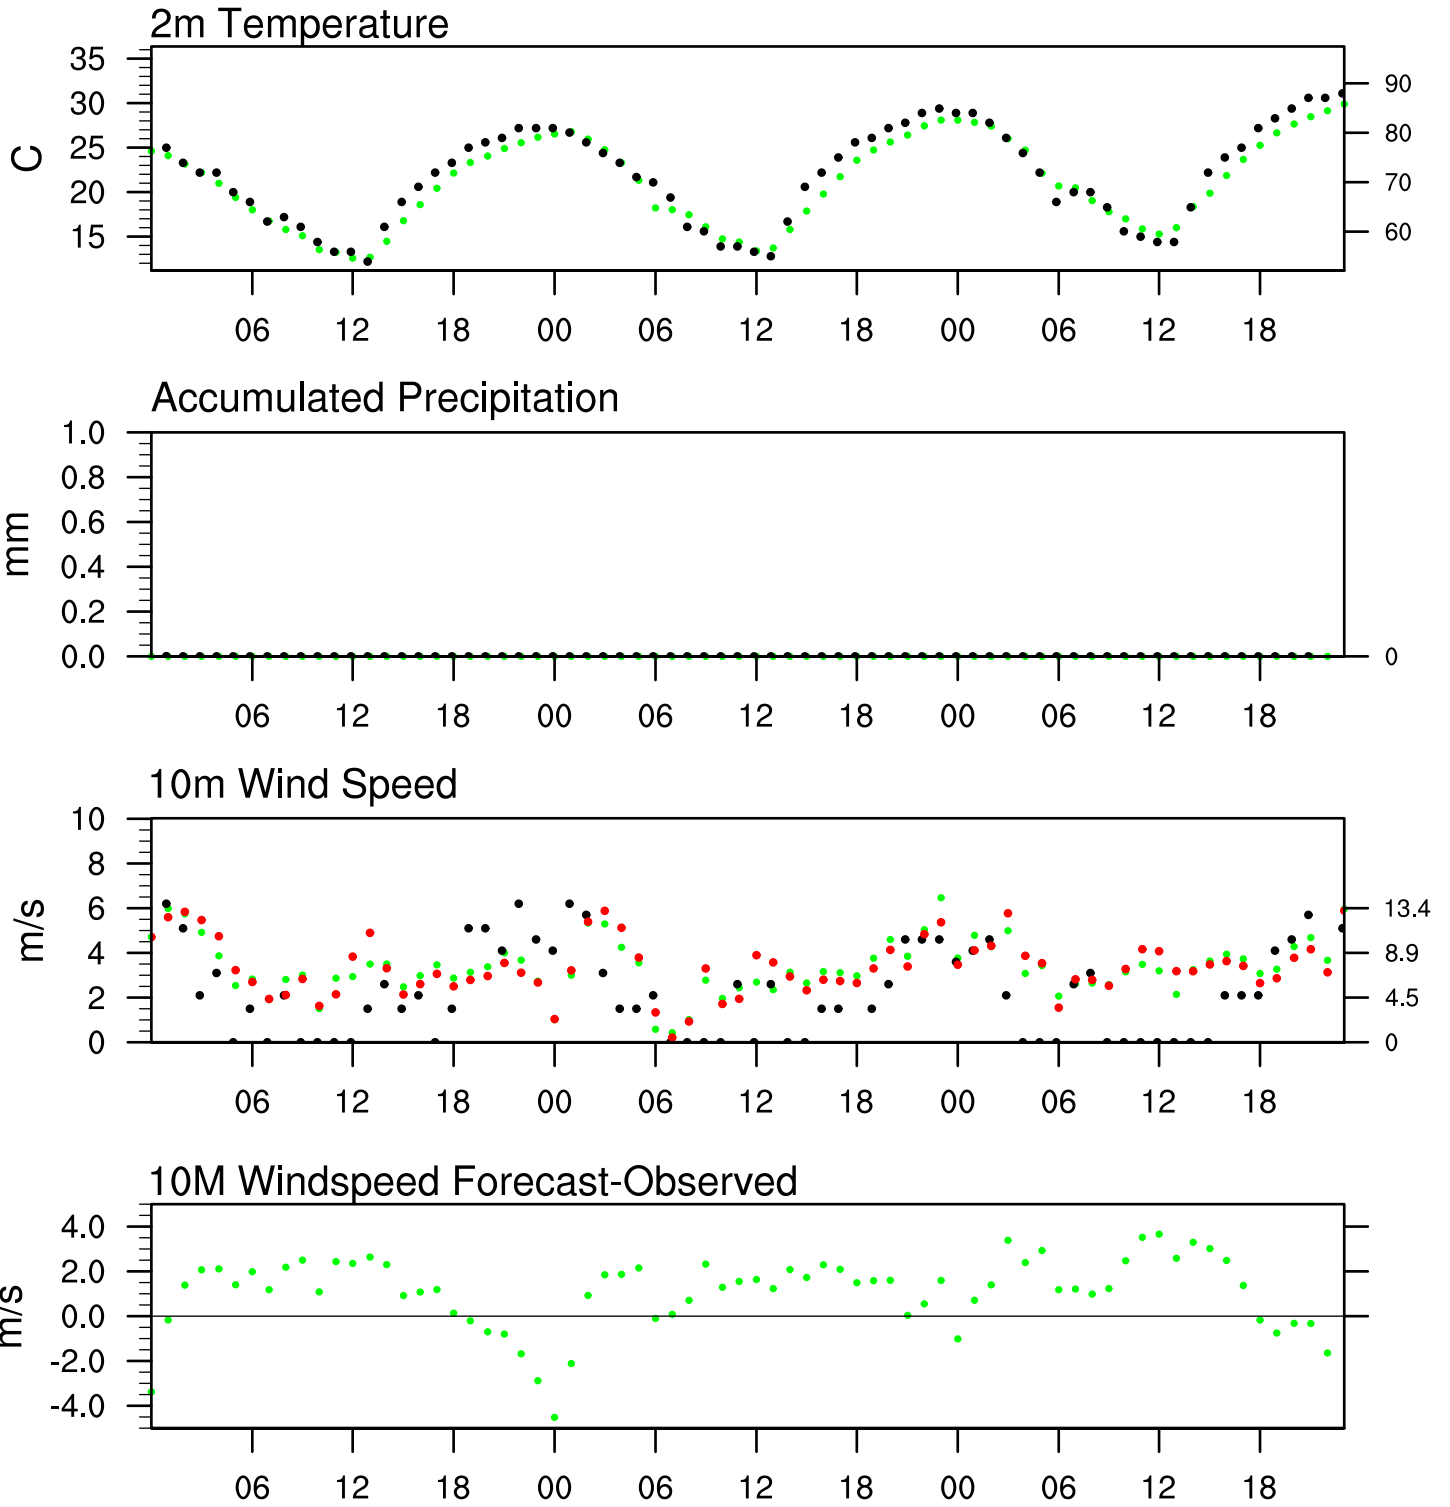 2m Temperature
35
30
25
20
15
C
90
80
70
60
06 12 18 00 06 12 18 00 06 12 18
Accumulated Precipitation
1.0
0.8
0.6
0.4
0.2
0.0
mm
0
06 12 18 00 06 12 18 00 06 12 18
10m Wind Speed
10
8
6
4
2
0
m/s
13.4
8.9
4.5
0
06 12 18 00 06 12 18 00 06 12 18
10M Windspeed Forecast-Observed
4.0
2.0
0.0
-2.0
-4.0
m/s
06 12 18 00 06 12 18 00 06 12 18